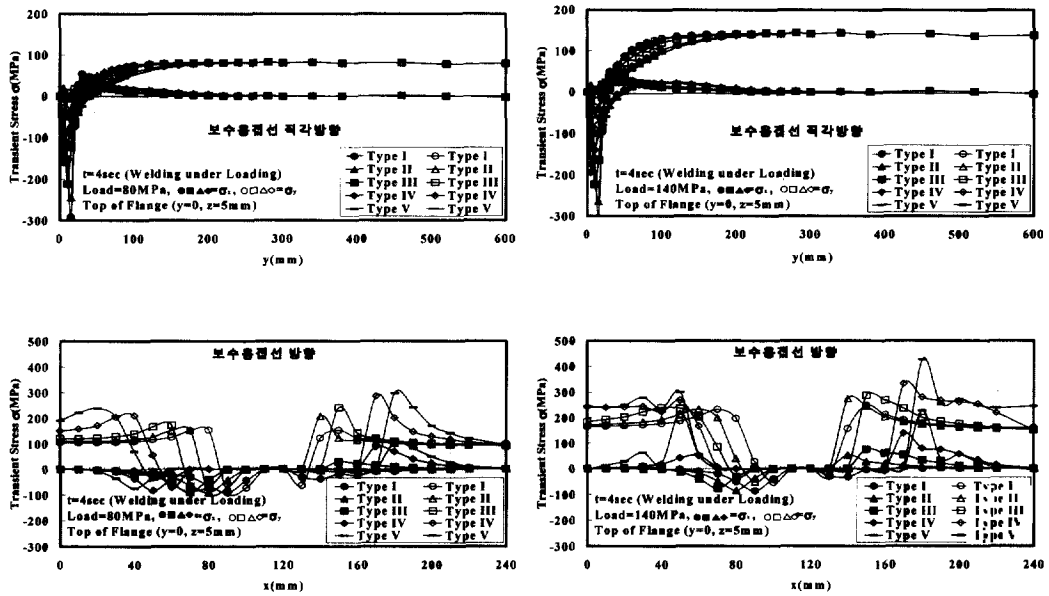 200
100
0
-100
-200
-300
Transient Stress σ(MPa)
보수용접선 직각방향
t=4sec (Welding under Loading)
Load=80MPa, ●■▲◆=σₓ, ○□△◇=σᵧ
Top of Flange (y=0, z=5mm)
Type I Type I
Type II Type II
Type III Type III
Type IV Type IV
Type V Type V
0 100 200 300 400 500 600
y(mm)
200
100
0
-100
-200
-300
Transient Stress σ(MPa)
보수용접선 직각방향
t=4sec (Welding under Loading)
Load=140MPa, ●■▲◆=σₓ, ○□△◇=σᵧ
Top of Flange (y=0, z=5mm)
Type I Type I
Type II Type II
Type III Type III
Type IV Type IV
Type V Type V
0 100 200 300 400 500 600
y(mm)
500
400
300
200
100
0
-100
-200
-300
Transient Stress σ(MPa)
보수용접선 방향
t=4sec (Welding under Loading)
Load=80MPa, ●■▲◆=σₓ, ○□△◇=σᵧ
Top of Flange (y=0, z=5mm)
Type I Type I
Type II Type II
Type III Type III
Type IV Type IV
Type V Type V
0 40 80 120 160 200 240
x(mm)
500
400
300
200
100
0
-100
-200
-300
Transient Stress σ(MPa)
보수용접선 방향
t=4sec (Welding under Loading)
Load=140MPa, ●■▲◆=σₓ, ○□△◇=σᵧ
Top of Flange (y=0, z=5mm)
Type I Type I
Type II Type II
Type III Type III
Type IV Type IV
Type V Type V
0 40 80 120 160 200 240
x(mm)